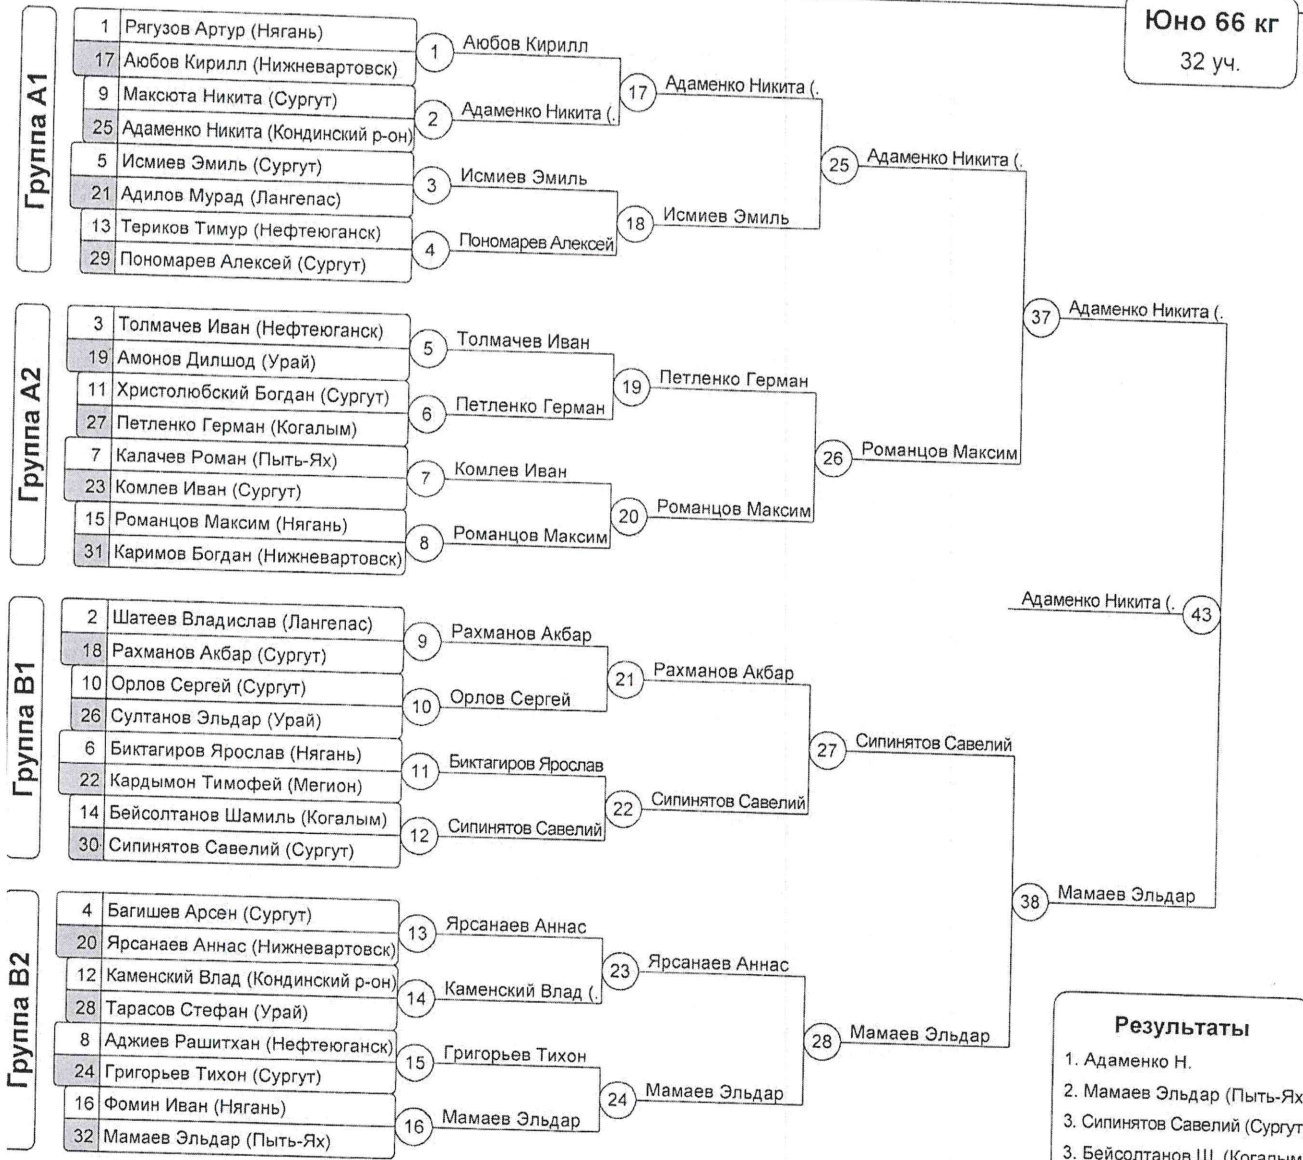 Юно 66 кг
32 уч.
Группа A1
1 Рягузов Артур (Нягань)
17 Аюбов Кирилл (Нижневартовск)
9 Максюта Никита (Сургут)
25 Адаменко Никита (Кондинский р-он)
5 Исмиев Эмиль (Сургут)
21 Адилов Мурад (Лангепас)
13 Териков Тимур (Нефтеюганск)
29 Пономарев Алексей (Сургут)
1 Аюбов Кирилл
2 Адаменко Никита (.
3 Исмиев Эмиль
4 Пономарев Алексей
17 Адаменко Никита (.
18 Исмиев Эмиль
25 Адаменко Никита (.
Группа A2
3 Толмачев Иван (Нефтеюганск)
19 Амонов Дилшод (Урай)
11 Христолюбский Богдан (Сургут)
27 Петленко Герман (Когалым)
7 Калачев Роман (Пыть-Ях)
23 Комлев Иван (Сургут)
15 Романцов Максим (Нягань)
31 Каримов Богдан (Нижневартовск)
5 Толмачев Иван
6 Петленко Герман
7 Комлев Иван
8 Романцов Максим
19 Петленко Герман
20 Романцов Максим
26 Романцов Максим
37 Адаменко Никита (.
Группа B1
2 Шатеев Владислав (Лангепас)
18 Рахманов Акбар (Сургут)
10 Орлов Сергей (Сургут)
26 Султанов Эльдар (Урай)
6 Биктагиров Ярослав (Нягань)
22 Кардымон Тимофей (Мегион)
14 Бейсолтанов Шамиль (Когалым)
30 Сипинятов Савелий (Сургут)
9 Рахманов Акбар
10 Орлов Сергей
11 Биктагиров Ярослав
12 Сипинятов Савелий
21 Рахманов Акбар
22 Сипинятов Савелий
27 Сипинятов Савелий
Адаменко Никита (. 43
Группа B2
4 Багишев Арсен (Сургут)
20 Ярсанаев Аннас (Нижневартовск)
12 Каменский Влад (Кондинский р-он)
28 Тарасов Стефан (Урай)
8 Аджиев Рашитхан (Нефтеюганск)
24 Григорьев Тихон (Сургут)
16 Фомин Иван (Нягань)
32 Мамаев Эльдар (Пыть-Ях)
13 Ярсанаев Аннас
14 Каменский Влад (.
15 Григорьев Тихон
16 Мамаев Эльдар
23 Ярсанаев Аннас
24 Мамаев Эльдар
28 Мамаев Эльдар
38 Мамаев Эльдар
Результаты
1. Адаменко Н.
2. Мамаев Эльдар (Пыть-Ях
3. Сипинятов Савелий (Сургут
3. Бейсолтанов Ш. (Когалым